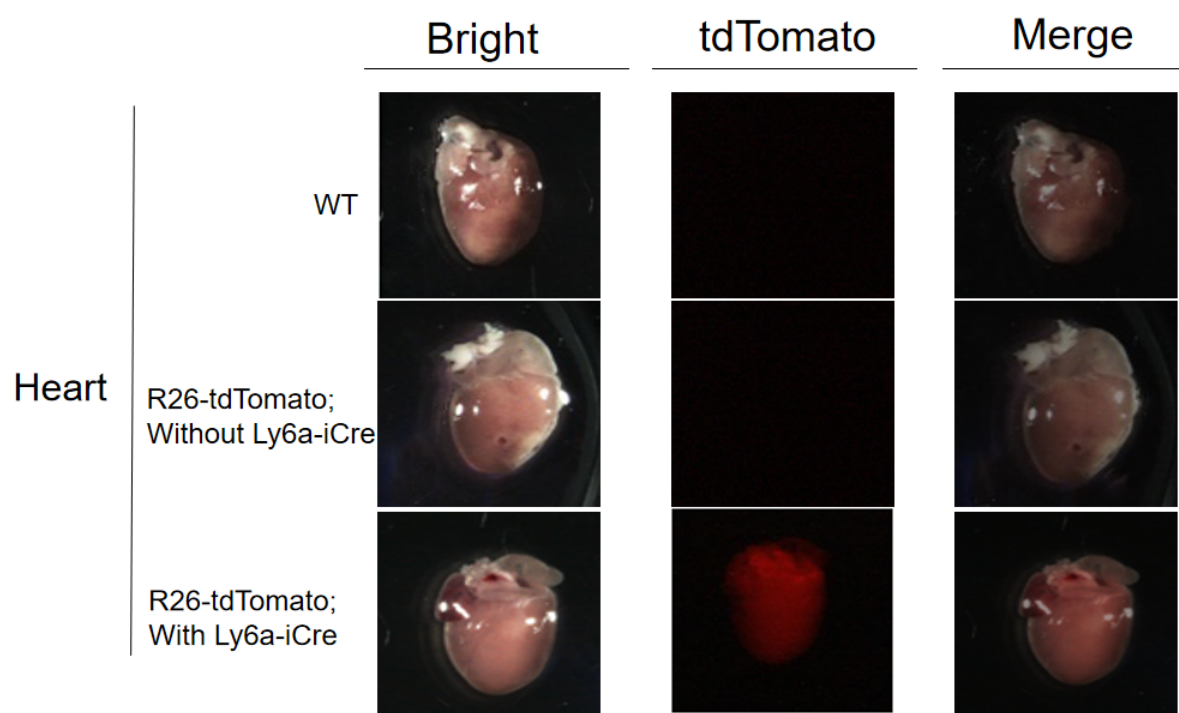 Bright
tdTomato
Merge
WT
Heart
R26-tdTomato;
Without Ly6a-iCre
R26-tdTomato;
With Ly6a-iCre